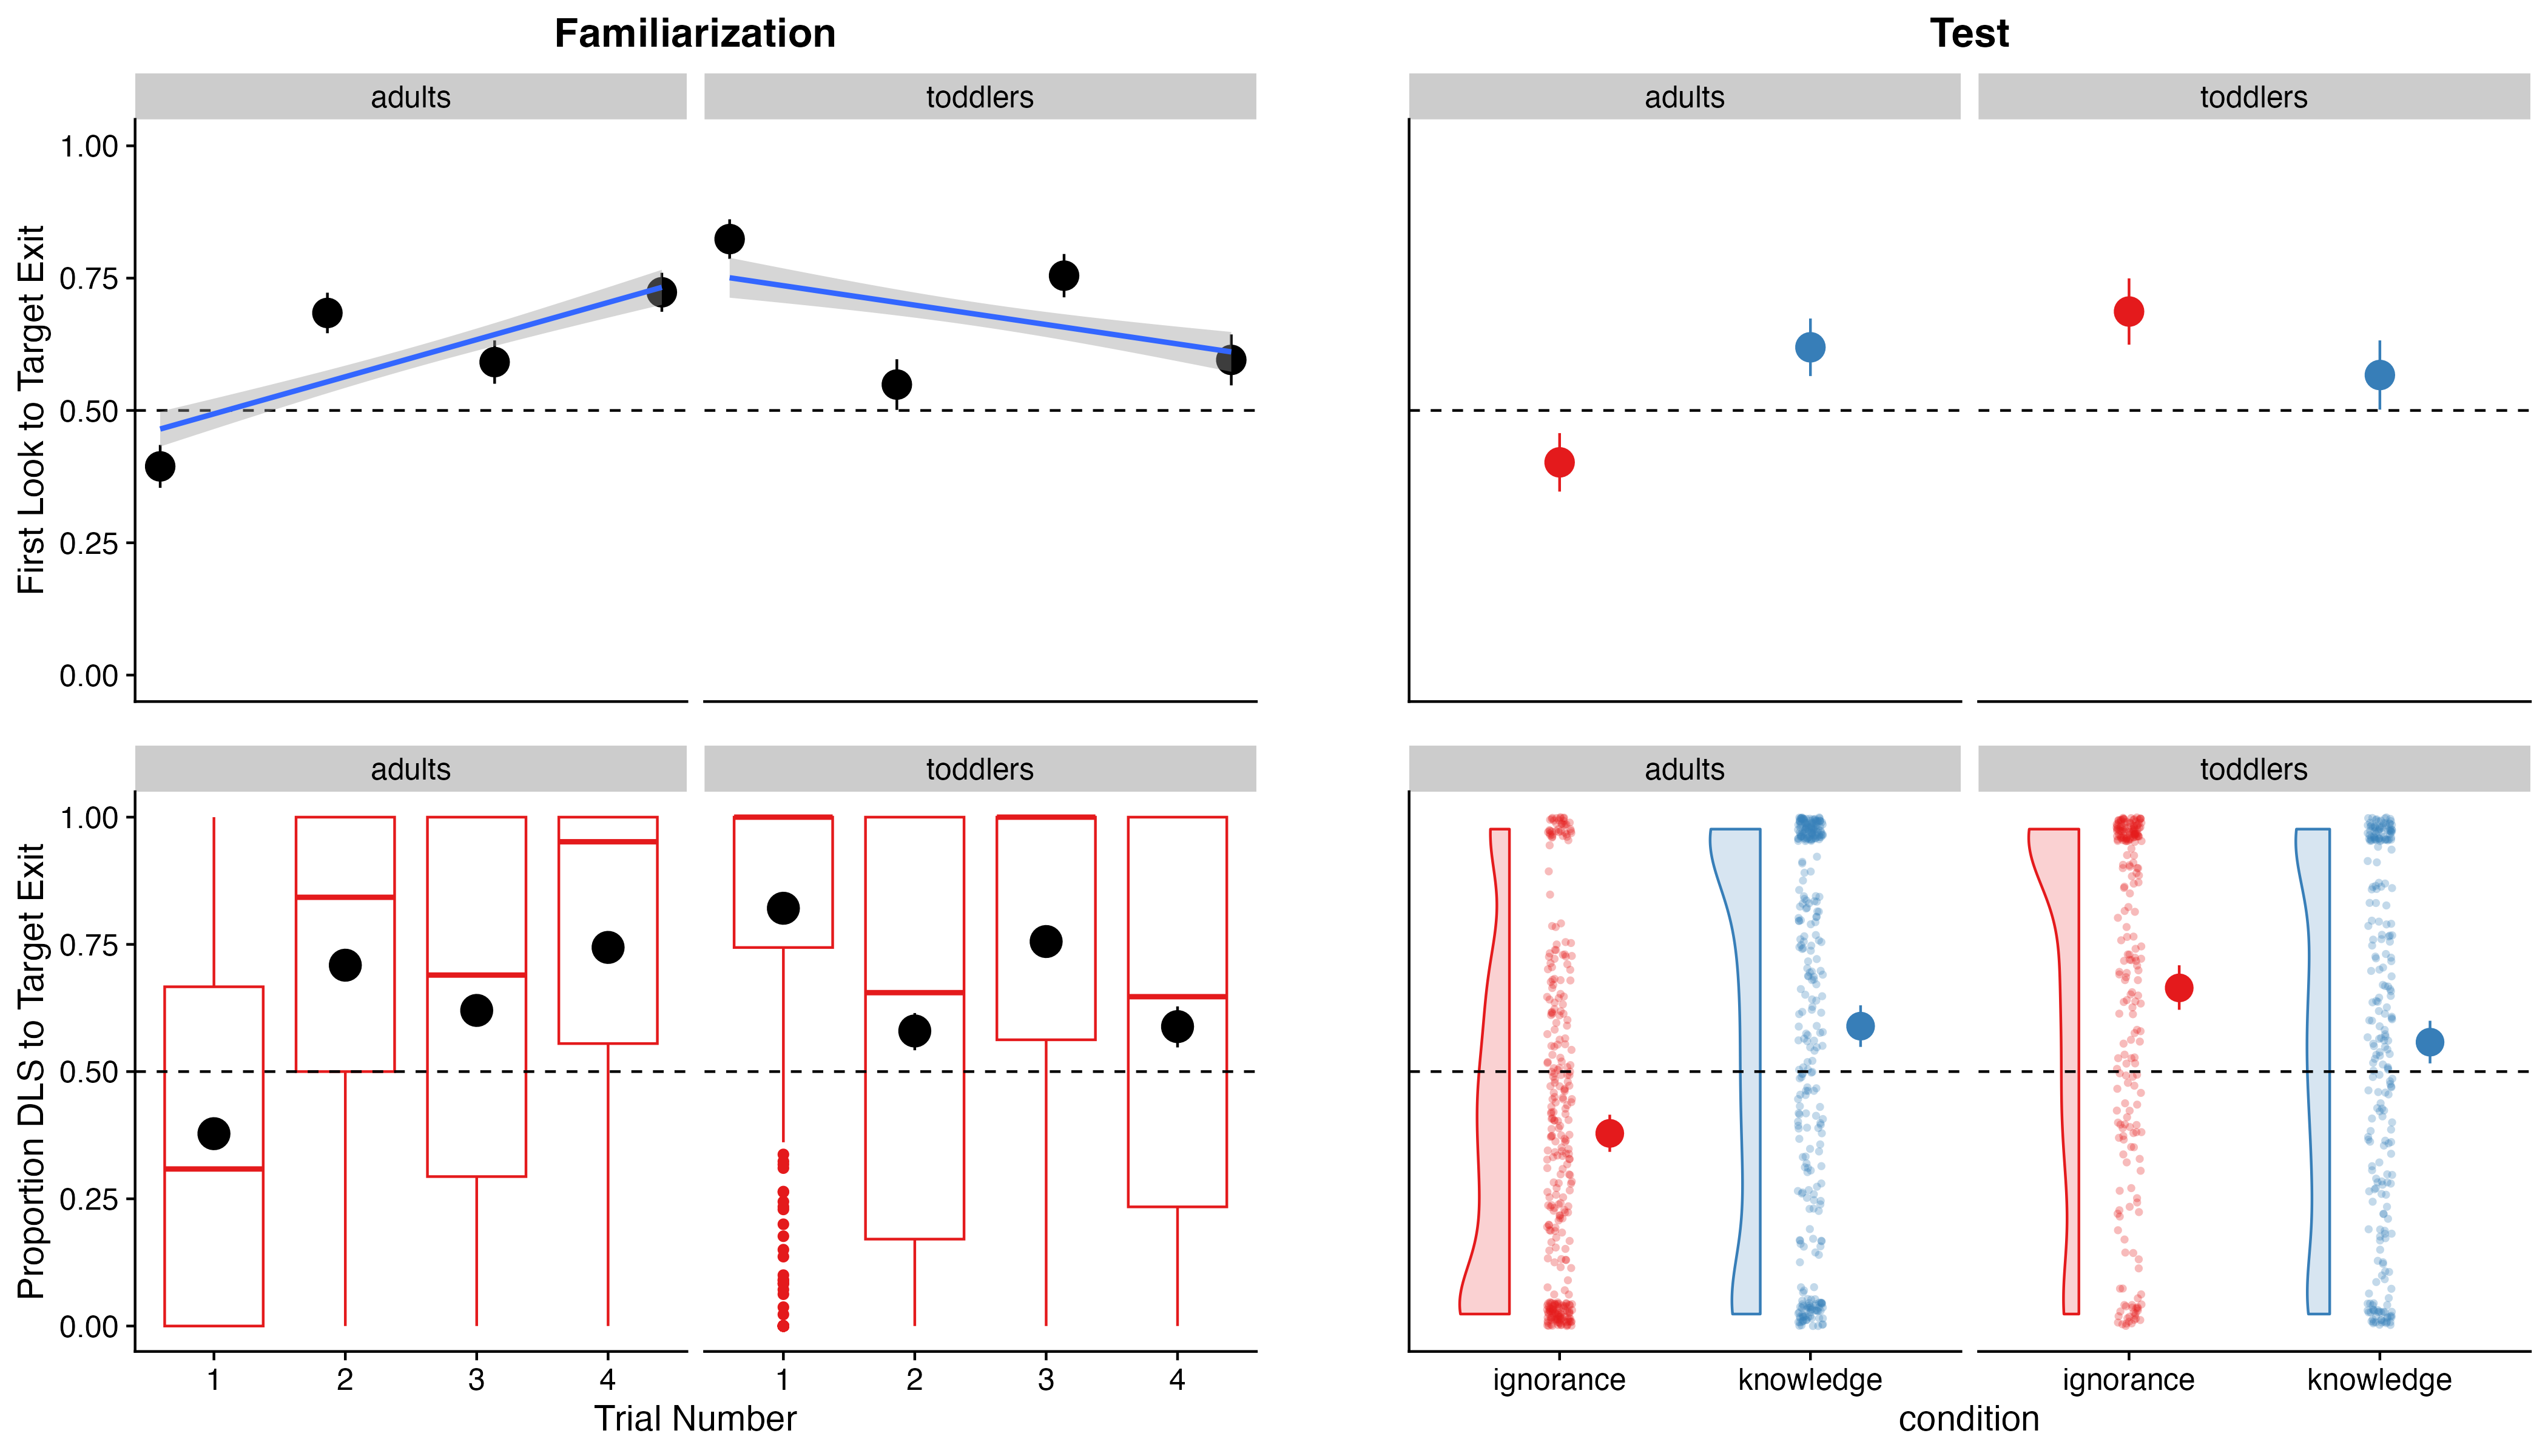 Familiarization
Test
adults
toddlers
adults
toddlers
First Look to Target Exit
1.00
0.75
0.50
0.25
0.00
adults
toddlers
adults
toddlers
Proportion DLS to Target Exit
1.00
0.75
0.50
0.25
0.00
1 2 3 4
1 2 3 4
ignorance knowledge
ignorance knowledge
Trial Number
condition